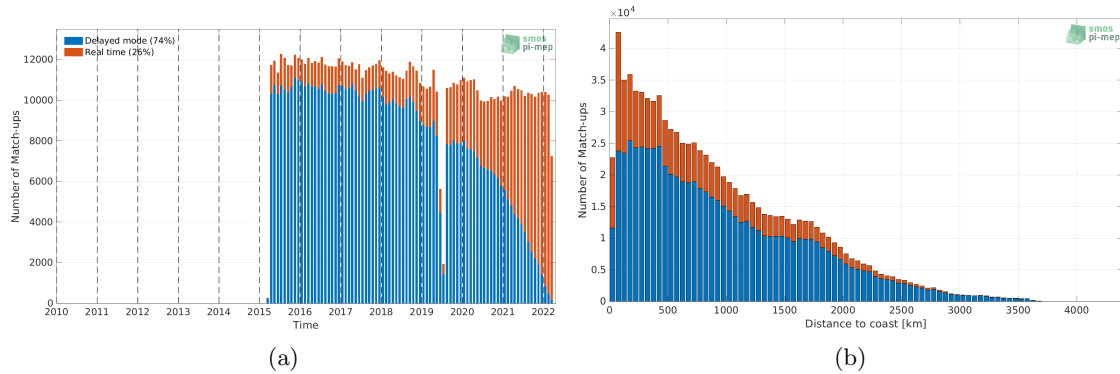 Delayed mode (74%)
Real time (26%)
smos
pi-mep
Number of Match-ups
12000
10000
8000
6000
4000
2000
0
2010 2011 2012 2013 2014 2015 2016 2017 2018 2019 2020 2021 2022
Time
(a)
×10⁴
smos
pi-mep
Number of Match-ups
4
3.5
3
2.5
2
1.5
1
0.5
0
0 500 1000 1500 2000 2500 3000 3500 4000
Distance to coast [km]
(b)